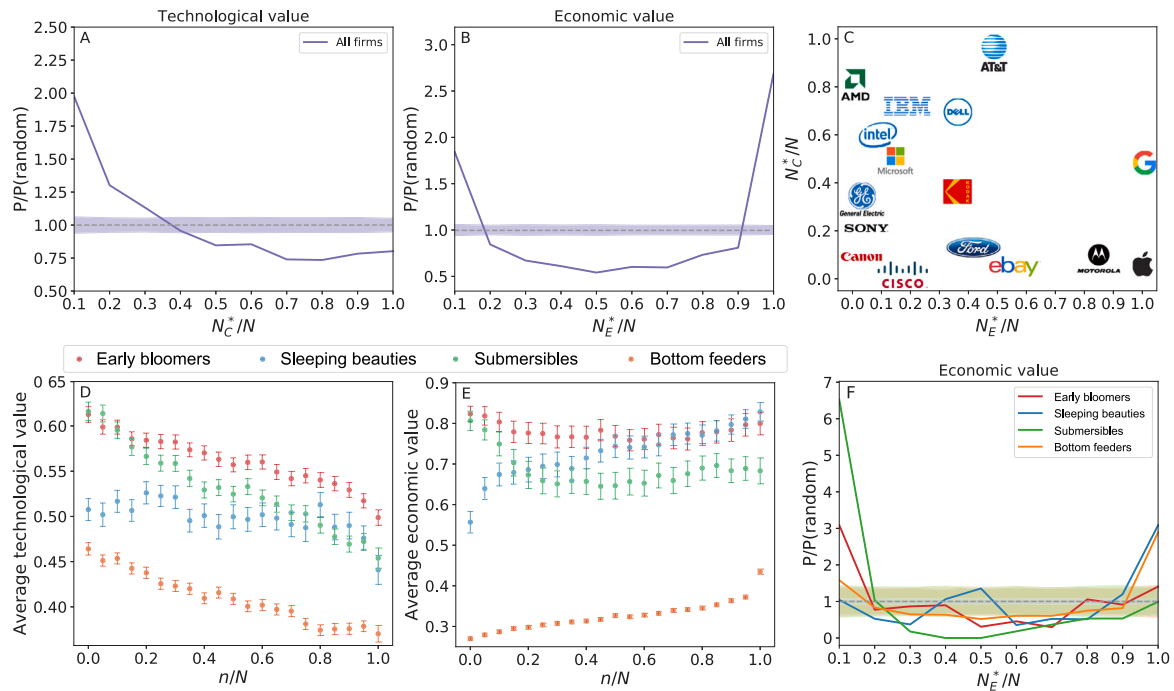 Technological value
A
All firms
P/P(random)
2.50
2.25
2.00
1.75
1.50
1.25
1.00
0.75
0.50
0.1 0.2 0.3 0.4 0.5 0.6 0.7 0.8 0.9 1.0
N*C/N
Economic value
B
All firms
P/P(random)
3.0
2.5
2.0
1.5
1.0
0.5
0.1 0.2 0.3 0.4 0.5 0.6 0.7 0.8 0.9 1.0
N*E/N
C
N*C/N
1.0
0.8
0.6
0.4
0.2
0.0
AT&T
AMD
IBM
DELL
intel
Microsoft
G
KODAK
General Electric
SONY
Ford
Canon
CISCO
ebay
MOTOROLA
0.0 0.1 0.2 0.3 0.4 0.5 0.6 0.7 0.8 0.9 1.0
N*E/N
Early bloomers Sleeping beauties Submersibles Bottom feeders
D
Average technological value
0.65
0.60
0.55
0.50
0.45
0.40
0.0 0.2 0.4 0.6 0.8 1.0
n/N
E
Average economic value
0.9
0.8
0.7
0.6
0.5
0.4
0.3
0.0 0.2 0.4 0.6 0.8 1.0
n/N
Economic value
F
Early bloomers
Sleeping beauties
Submersibles
Bottom feeders
P/P(random)
7
6
5
4
3
2
1
0
0.1 0.2 0.3 0.4 0.5 0.6 0.7 0.8 0.9 1.0
N*E/N